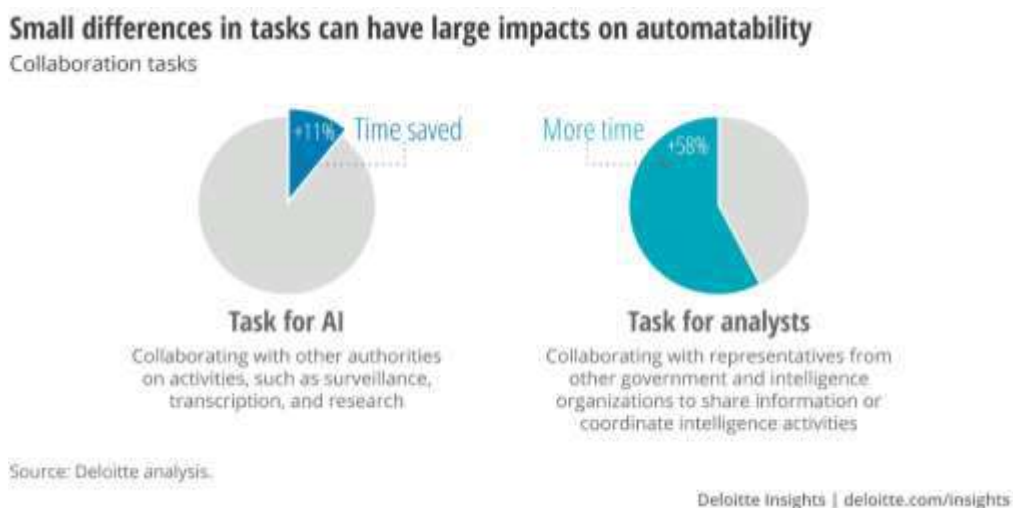 Small differences in tasks can have large impacts on automatability
Collaboration tasks
+11%
Time saved
More time
+58%
Task for AI
Collaborating with other authorities
on activities, such as surveillance,
transcription, and research
Task for analysts
Collaborating with representatives from
other government and intelligence
organizations to share information or
coordinate intelligence activities
Source: Deloitte analysis.
Deloitte Insights | deloitte.com/insights